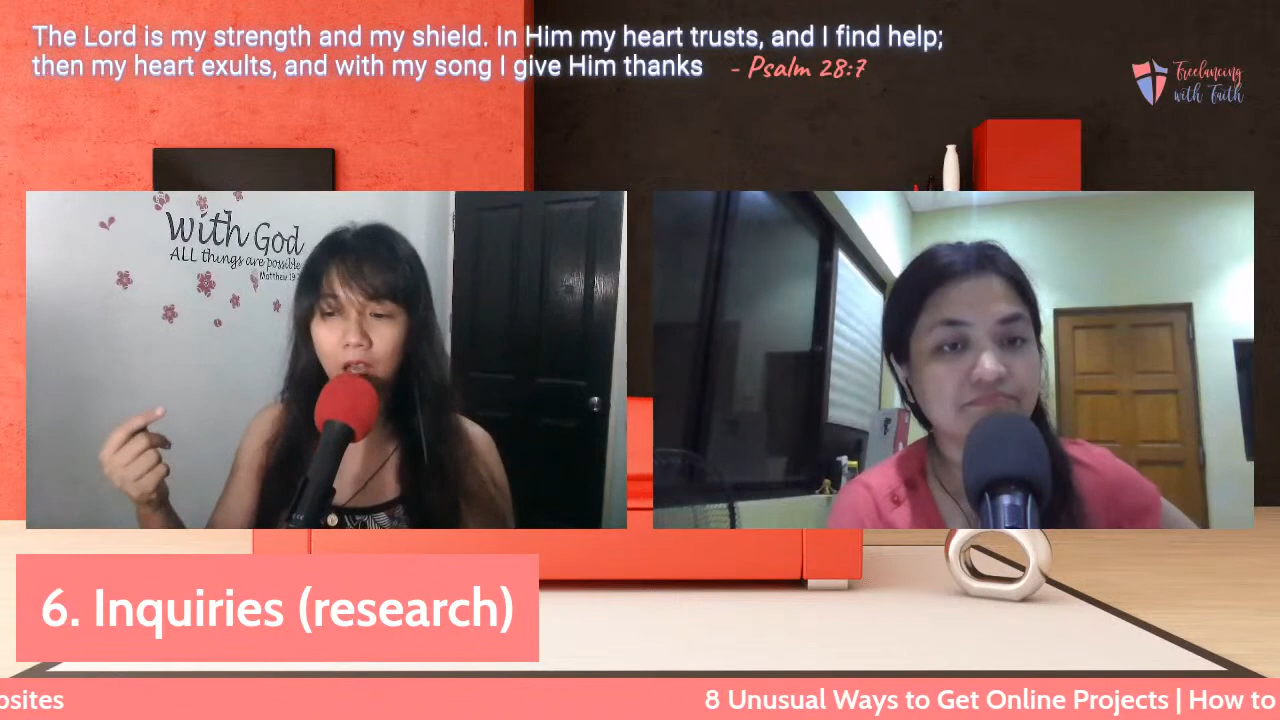 The Lord is my strength and my shield. In Him my heart trusts, and I find help;
then my heart exults, and with my song I give Him thanks - Psalm 28:7
Freelancing
with Faith
With God
ALL things are possible
Matthew 19
6. Inquiries (research)
osites
8 Unusual Ways to Get Online Projects | How to